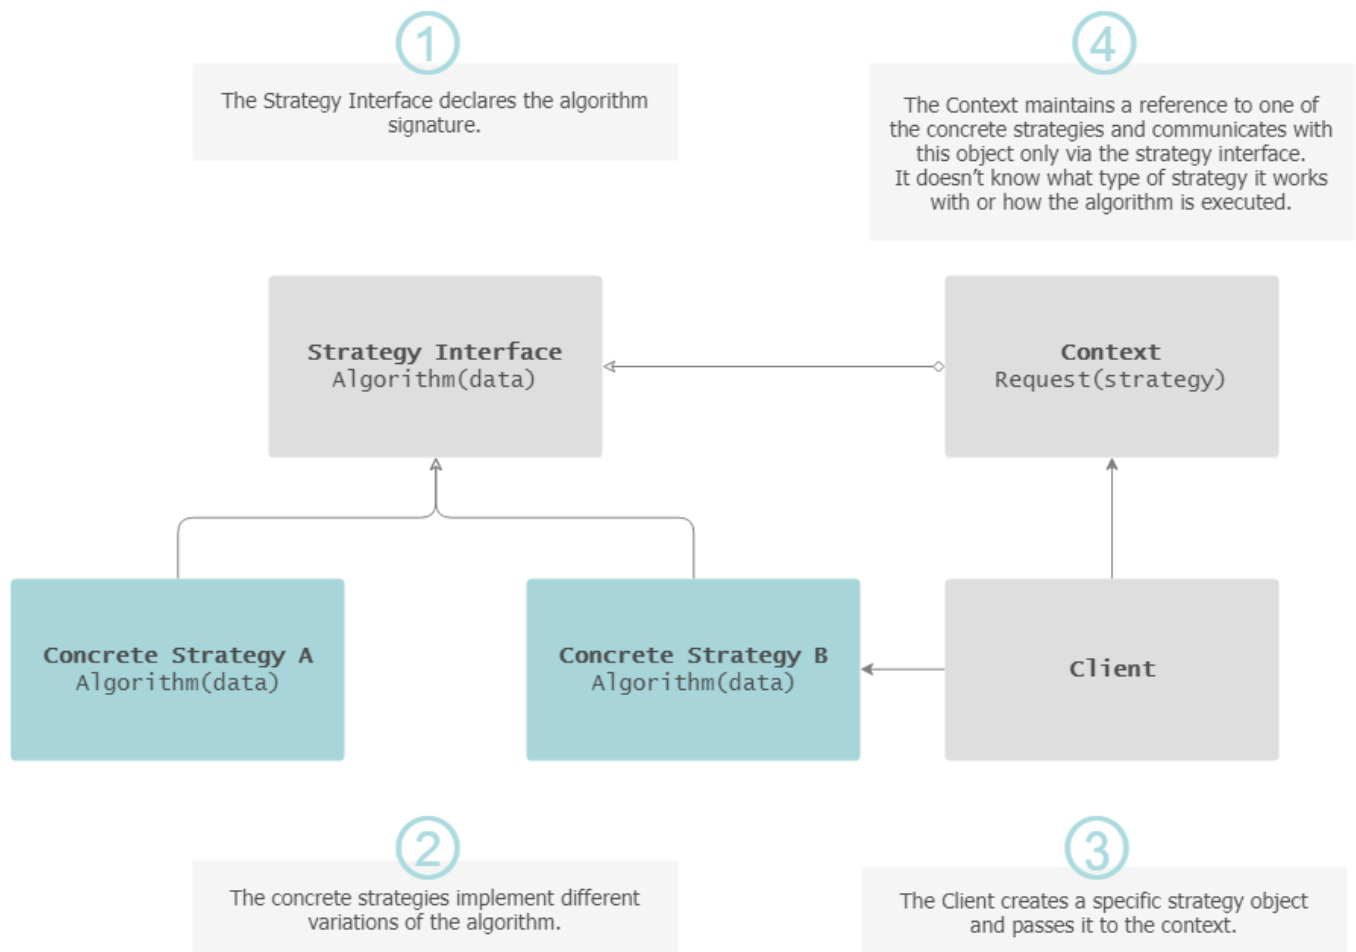 1
The Strategy Interface declares the algorithm
signature.
4
The Context maintains a reference to one of
the concrete strategies and communicates with
this object only via the strategy interface.
It doesn’t know what type of strategy it works
with or how the algorithm is executed.
Strategy Interface
Algorithm(data)
Context
Request(strategy)
Concrete Strategy A
Algorithm(data)
Concrete Strategy B
Algorithm(data)
Client
2
The concrete strategies implement different
variations of the algorithm.
3
The Client creates a specific strategy object
and passes it to the context.